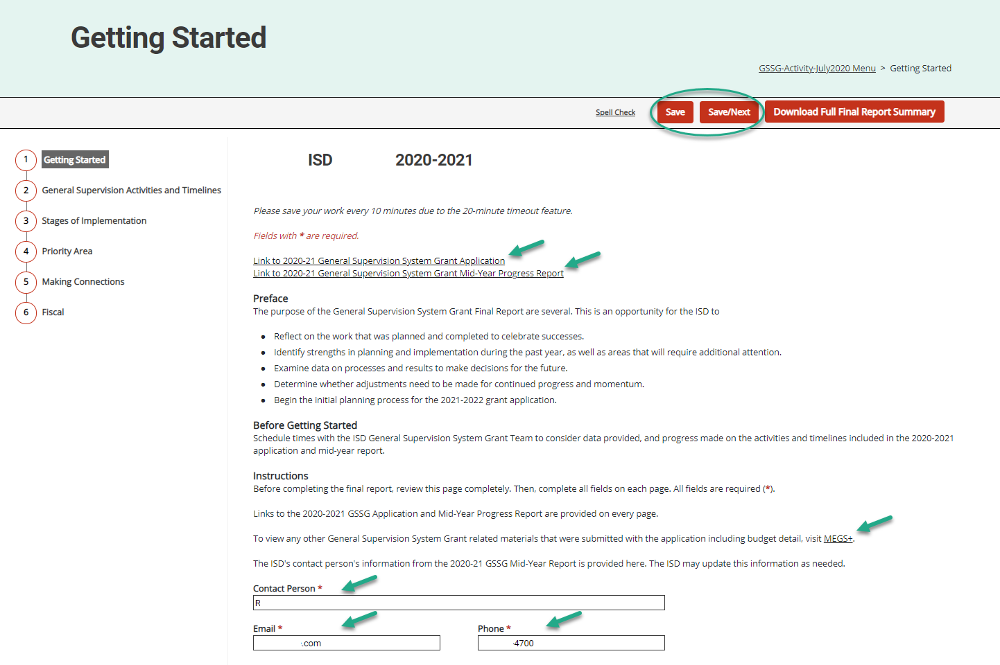 Getting Started
GSSG-Activity-July2020 Menu > Getting Started
Spell Check
Save
Save/Next
Download Full Final Report Summary
1 Getting Started
2 General Supervision Activities and Timelines
3 Stages of Implementation
4 Priority Area
5 Making Connections
6 Fiscal
ISD 2020-2021
Please save your work every 10 minutes due to the 20-minute timeout feature.
Fields with * are required.
Link to 2020-21 General Supervision System Grant Application
Link to 2020-21 General Supervision System Grant Mid-Year Progress Report
Preface
The purpose of the General Supervision System Grant Final Report are several. This is an opportunity for the ISD to
• Reflect on the work that was planned and completed to celebrate successes.
• Identify strengths in planning and implementation during the past year, as well as areas that will require additional attention.
• Examine data on processes and results to make decisions for the future.
• Determine whether adjustments need to be made for continued progress and momentum.
• Begin the initial planning process for the 2021-2022 grant application.
Before Getting Started
Schedule times with the ISD General Supervision System Grant Team to consider data provided, and progress made on the activities and timelines included in the 2020-2021
application and mid-year report.
Instructions
Before completing the final report, review this page completely. Then, complete all fields on each page. All fields are required (*).
Links to the 2020-2021 GSSG Application and Mid-Year Progress Report are provided on every page.
To view any other General Supervision System Grant related materials that were submitted with the application including budget detail, visit MEGS+.
The ISD's contact person's information from the 2020-21 GSSG Mid-Year Report is provided here. The ISD may update this information as needed.
Contact Person *
R
Email *
Phone *
.com
-4700